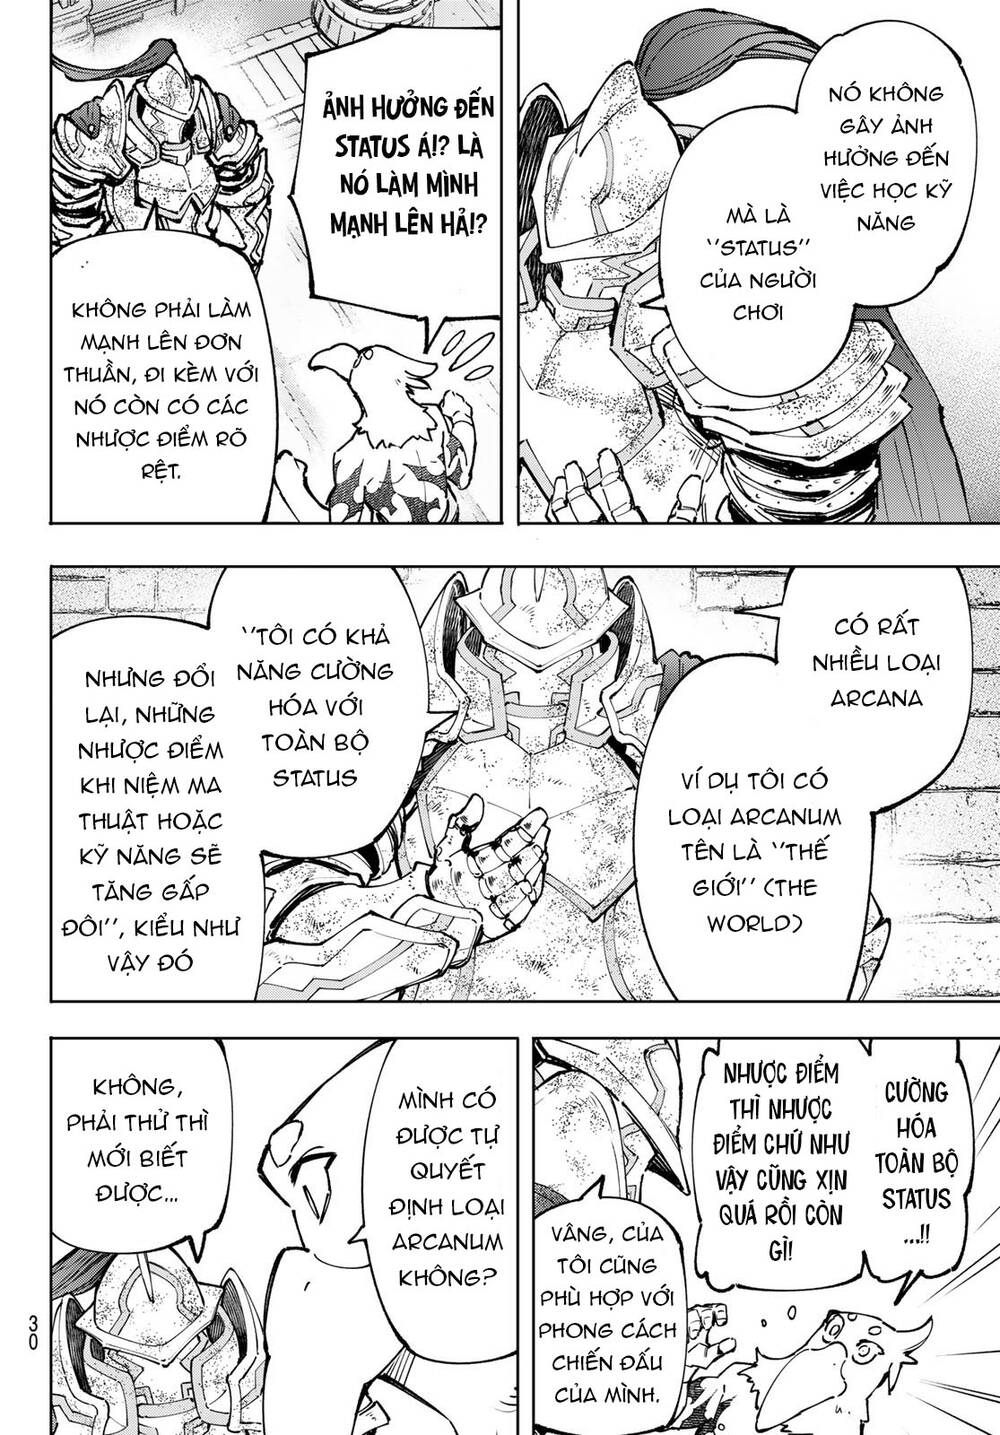 NÓ KHÔNG
GÂY ẢNH
HƯỞNG ĐẾN
VIỆC HỌC KỸ
NĂNG
MÀ LÀ
''STATUS''
CỦA NGƯỜI
CHƠI
ẢNH HƯỞNG ĐẾN
STATUS Á!? LÀ
NÓ LÀM MÌNH
MẠNH LÊN HẢ!?
KHÔNG PHẢI LÀM
MẠNH LÊN ĐƠN
THUẦN, ĐI KÈM VỚI
NÓ CÒN CÓ CÁC
NHƯỢC ĐIỂM RÕ
RỆT.
CÓ RẤT
NHIỀU LOẠI
ARCANA
VÍ DỤ TÔI CÓ
LOẠI ARCANUM
TÊN LÀ ''THẾ
GIỚI'' (THE
WORLD)
''TÔI CÓ KHẢ
NĂNG CƯỜNG
HÓA VỚI
TOÀN BỘ
STATUS
NHƯNG ĐỔI
LẠI, NHỮNG
NHƯỢC ĐIỂM
KHI NIỆM MA
THUẬT HOẶC
KỸ NĂNG SẼ
TĂNG GẤP
ĐÔI'', KIỂU NHƯ
VẬY ĐÓ
CƯỜNG
HÓA
TOÀN BỘ
STATUS
...!!
NHƯỢC ĐIỂM
THÌ NHƯỢC
ĐIỂM CHỨ NHƯ
VẬY CŨNG XỊN
QUÁ RỒI CÒN
GÌ!
VÂNG, CỦA
TÔI CŨNG
PHÙ HỢP VỚI
PHONG CÁCH
CHIẾN ĐẤU
CỦA MÌNH.
MÌNH CÓ
ĐƯỢC TỰ
QUYẾT
ĐỊNH LOẠI
ARCANUM
KHÔNG?
KHÔNG,
PHẢI THỬ THÌ
MỚI BIẾT
ĐƯỢC...
30